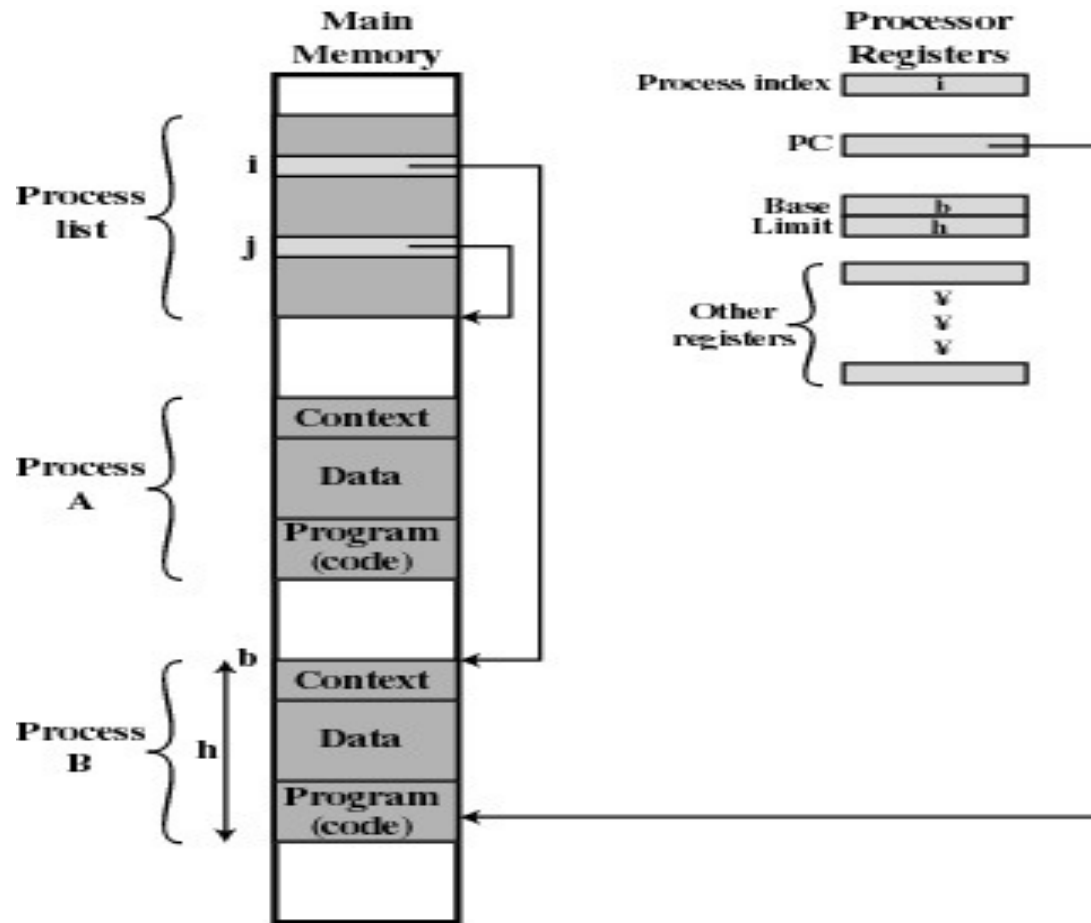 Main
Memory
Processor
Registers
Process index
i
PC
Base
b
Limit
h
Other
registers
¥
¥
¥
Process
list
i
j
Process
A
Context
Data
Program
(code)
Process
B
b
h
Context
Data
Program
(code)